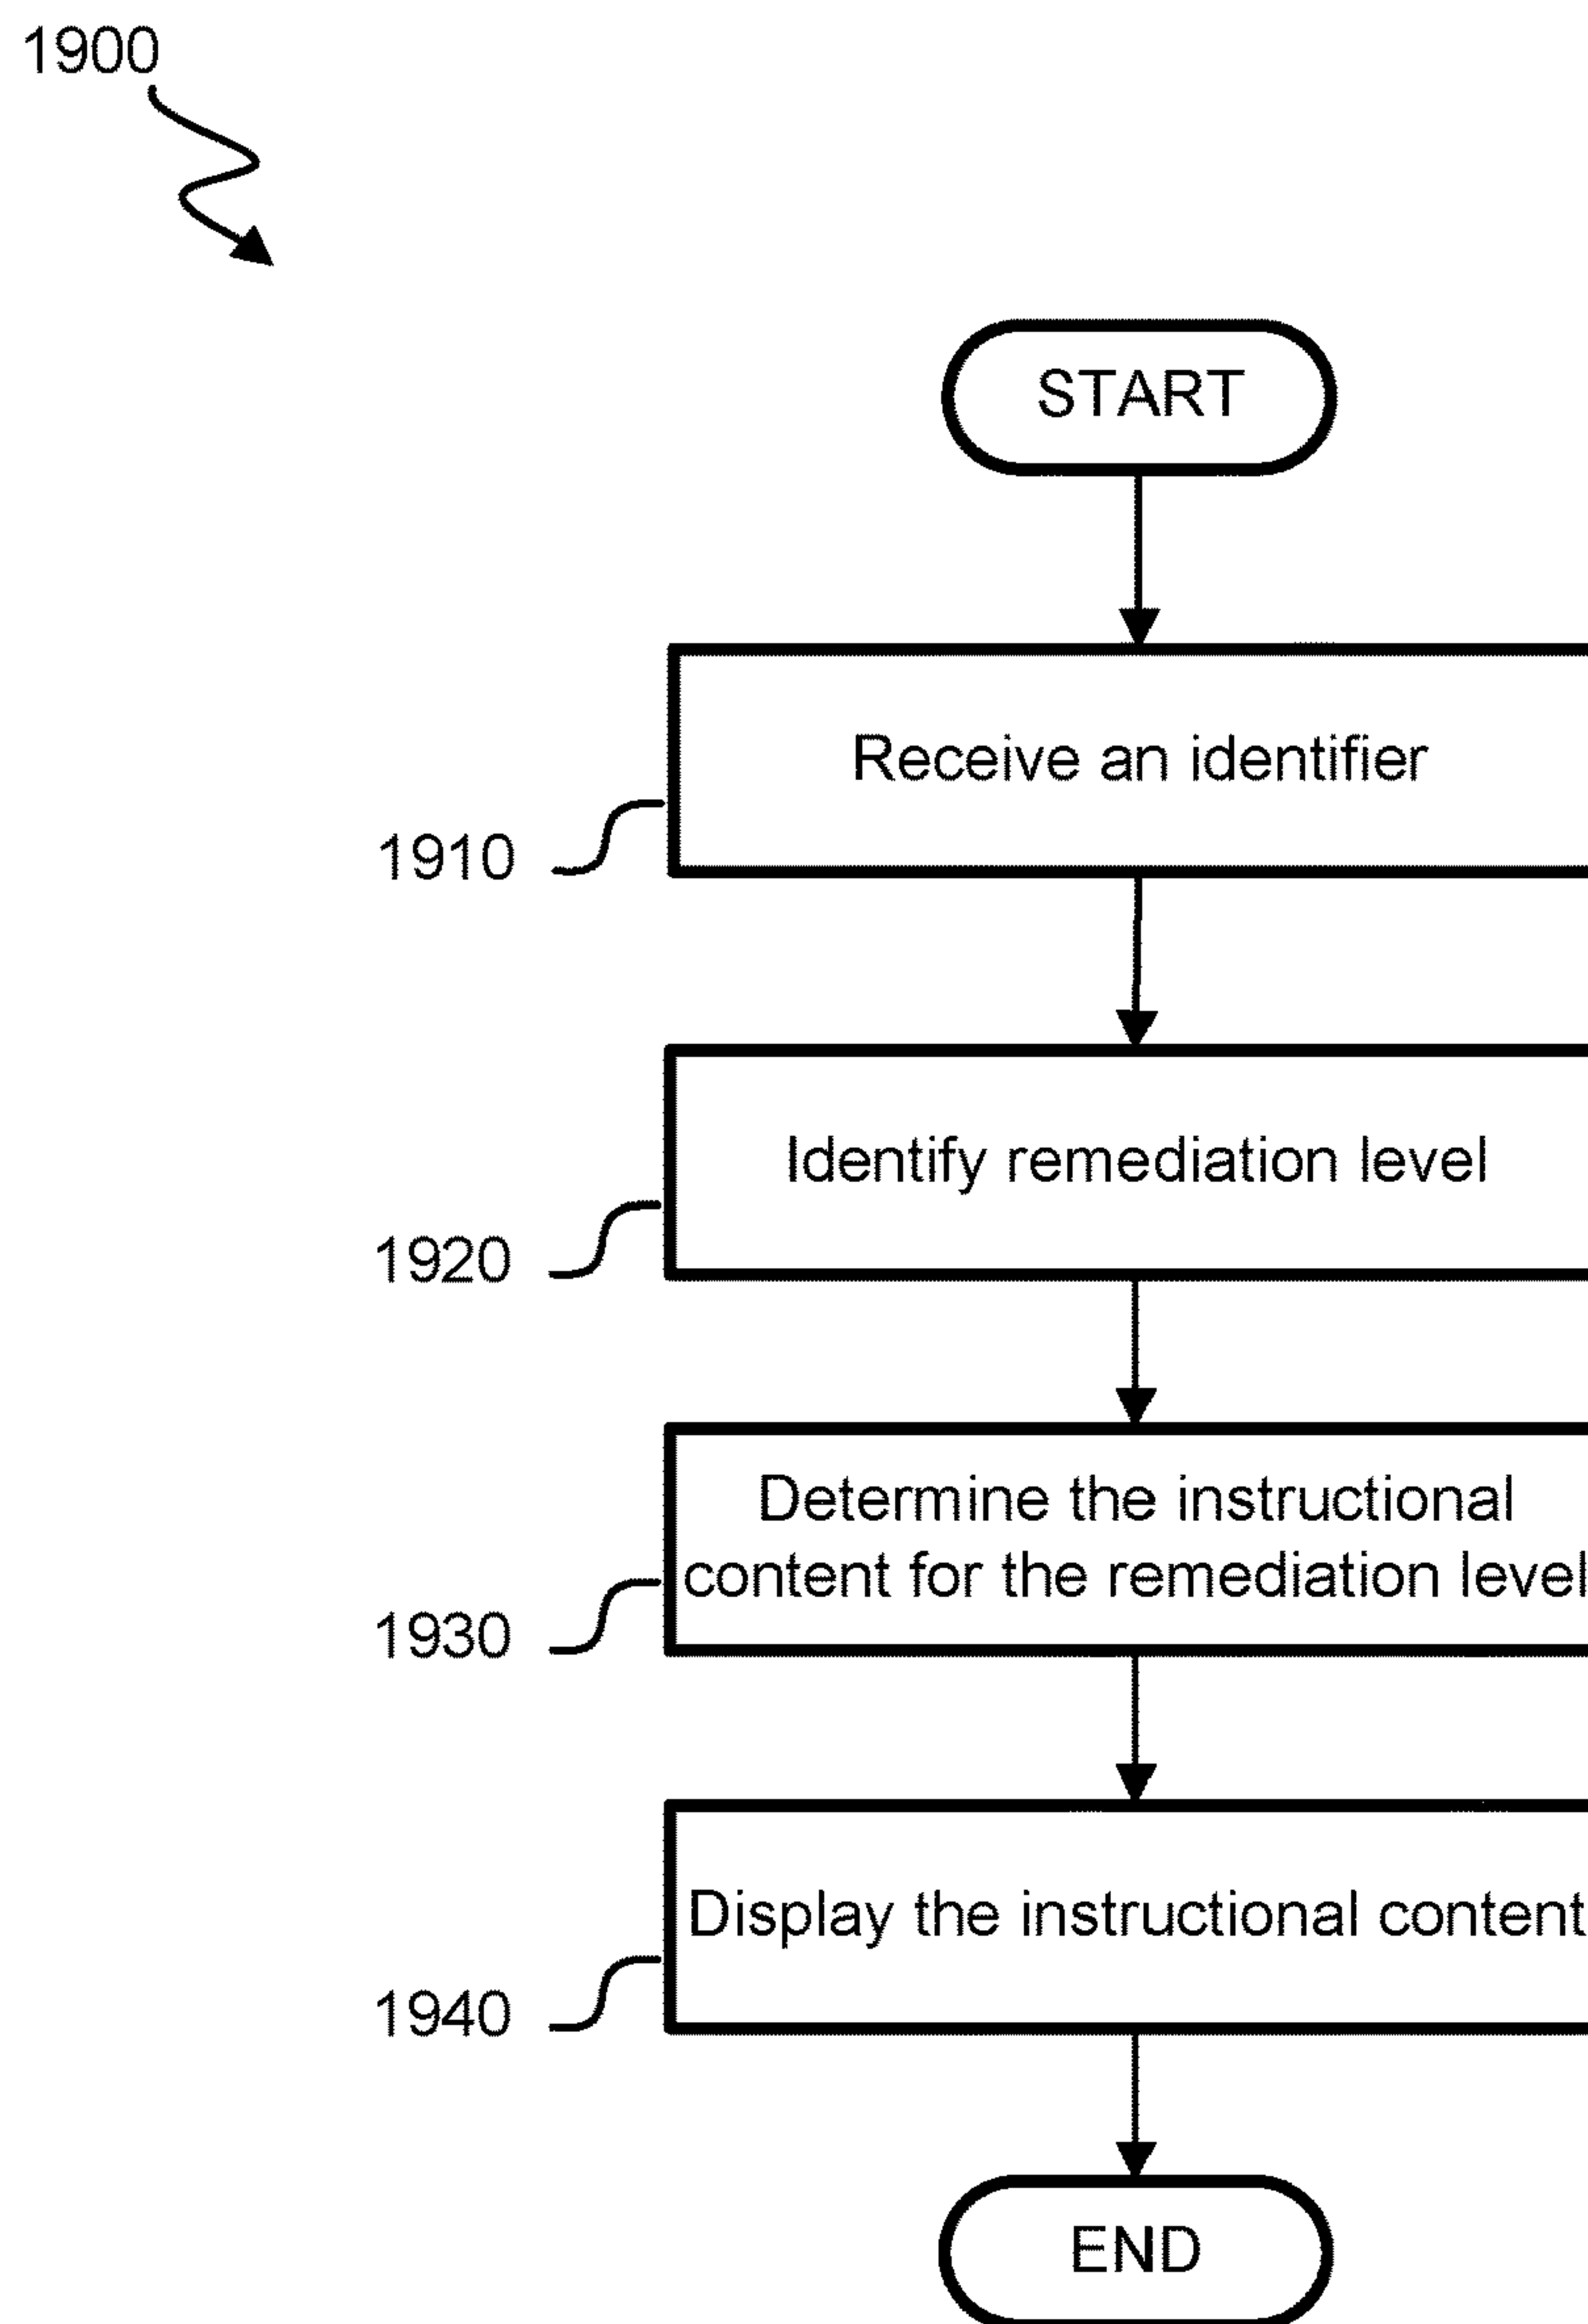 1900
START
Receive an identifier
1910
Identify remediation level
1920
Determine the instructional
content for the remediation level
1930
Display the instructional content
1940
END